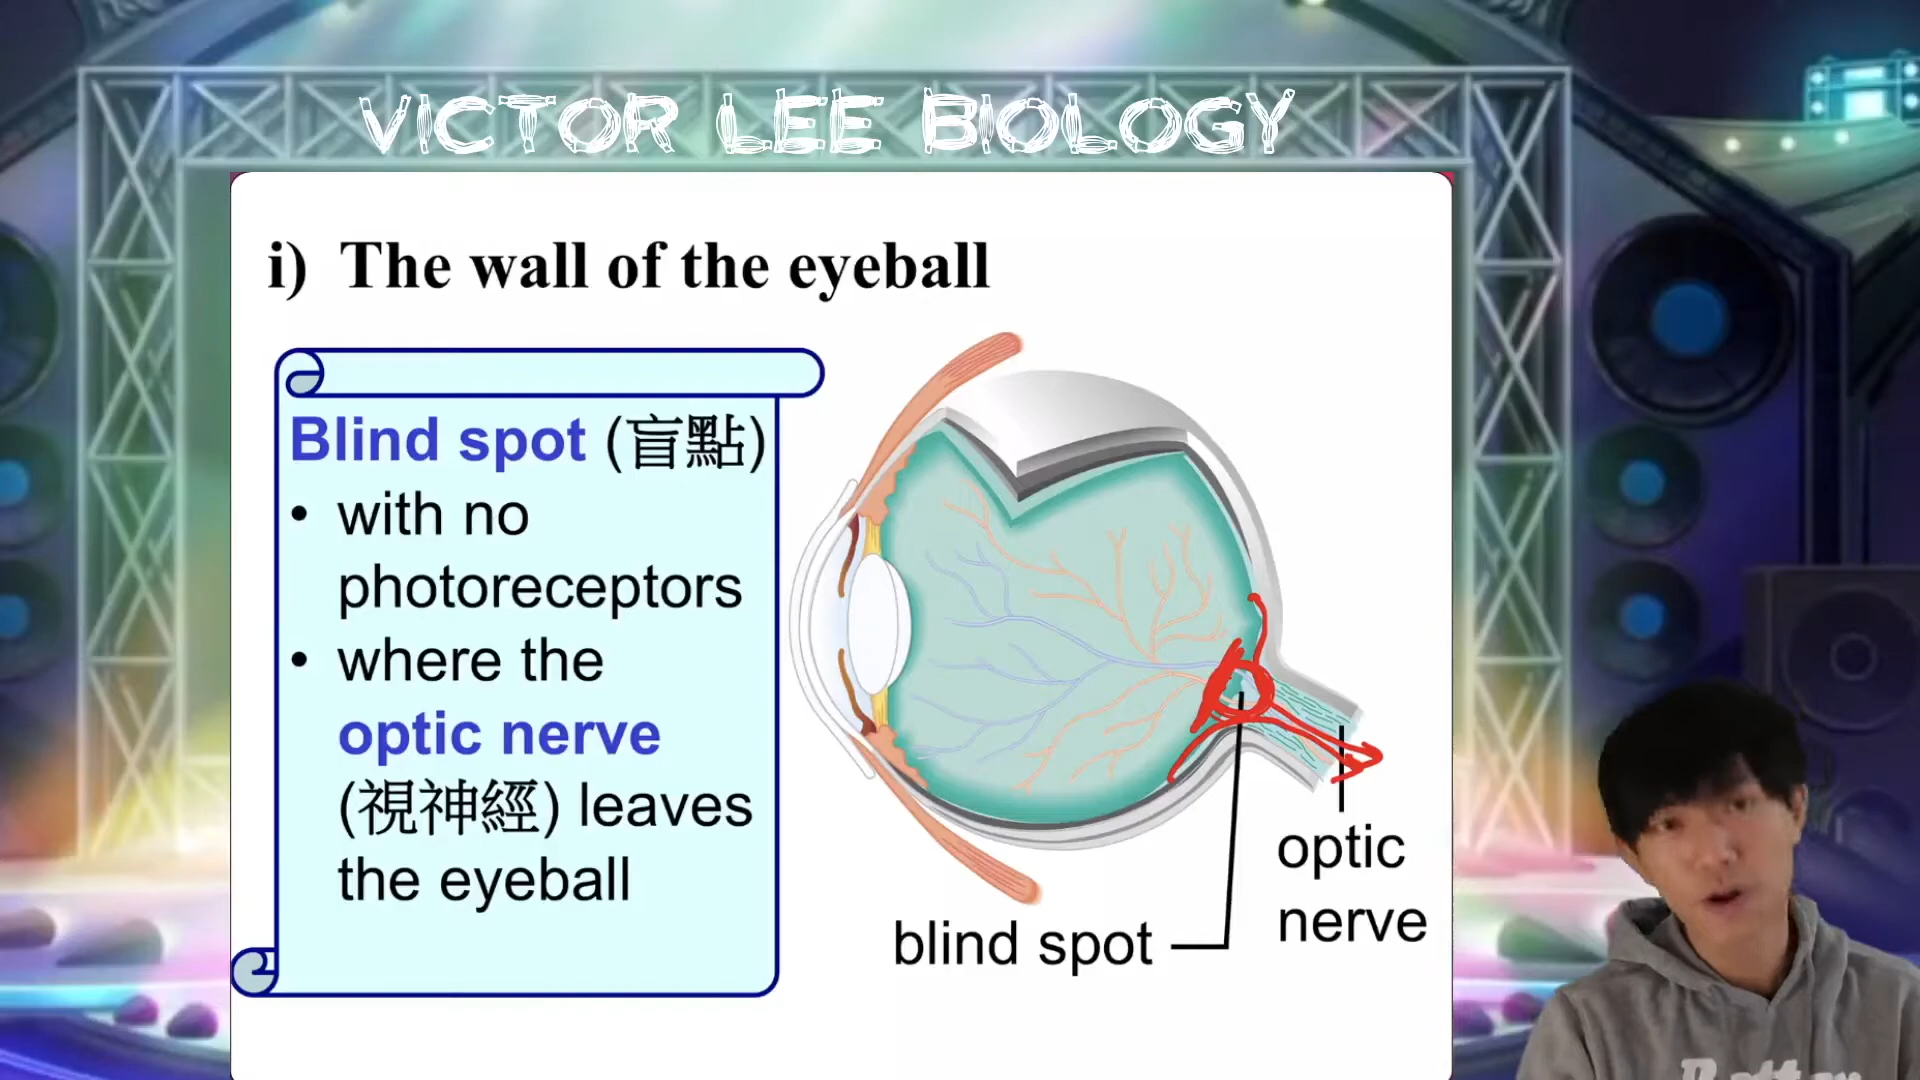 VICTOR LEE BIOLOGY
i) The wall of the eyeball
Blind spot (盲點)
• with no
photoreceptors
• where the
optic nerve
(視神經) leaves
the eyeball
optic
nerve
blind spot